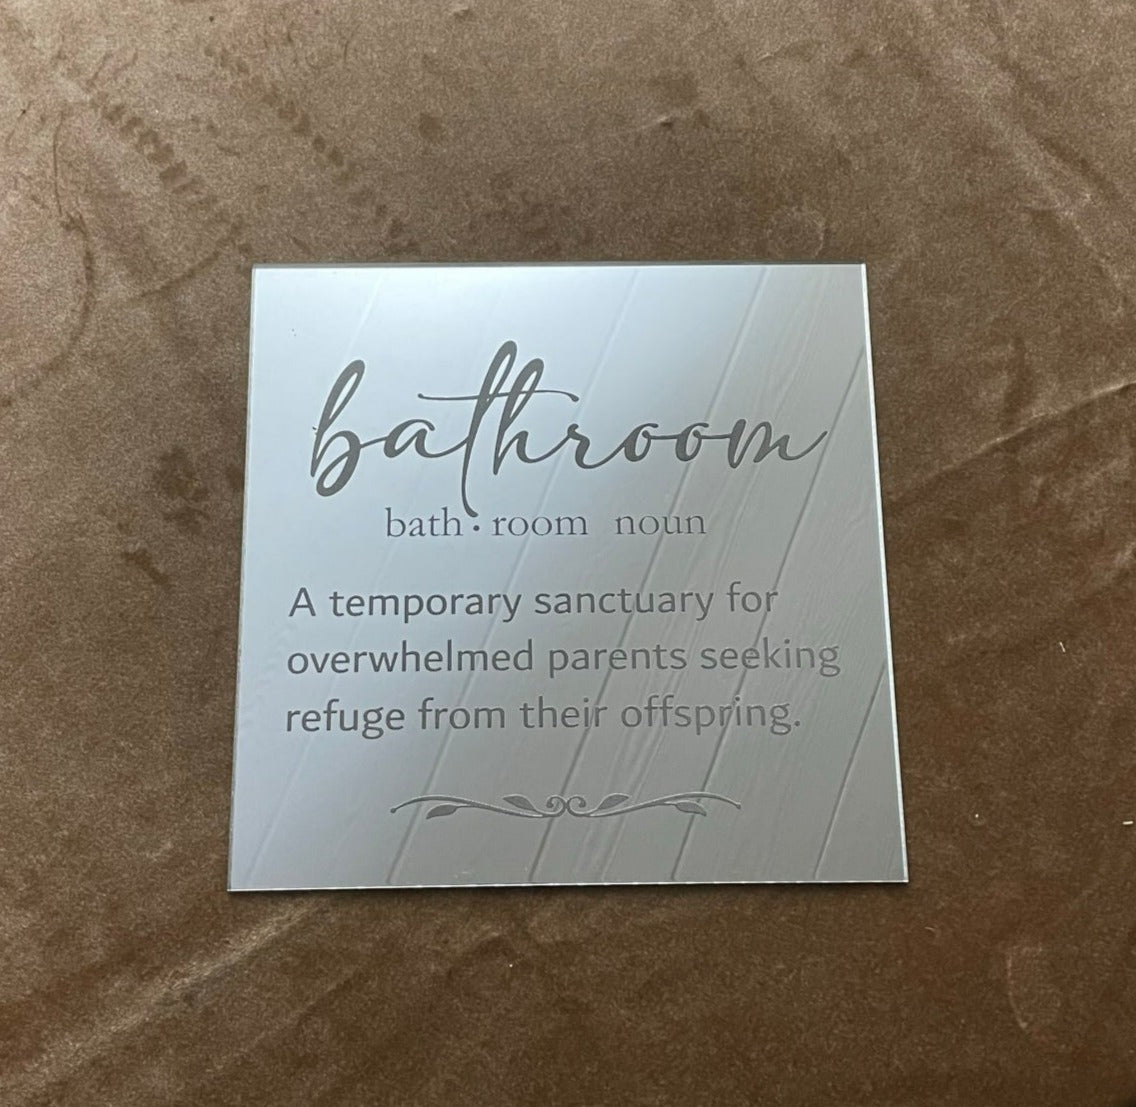 bathroom
bath · room noun
A temporary sanctuary for
overwhelmed parents seeking
refuge from their offspring.